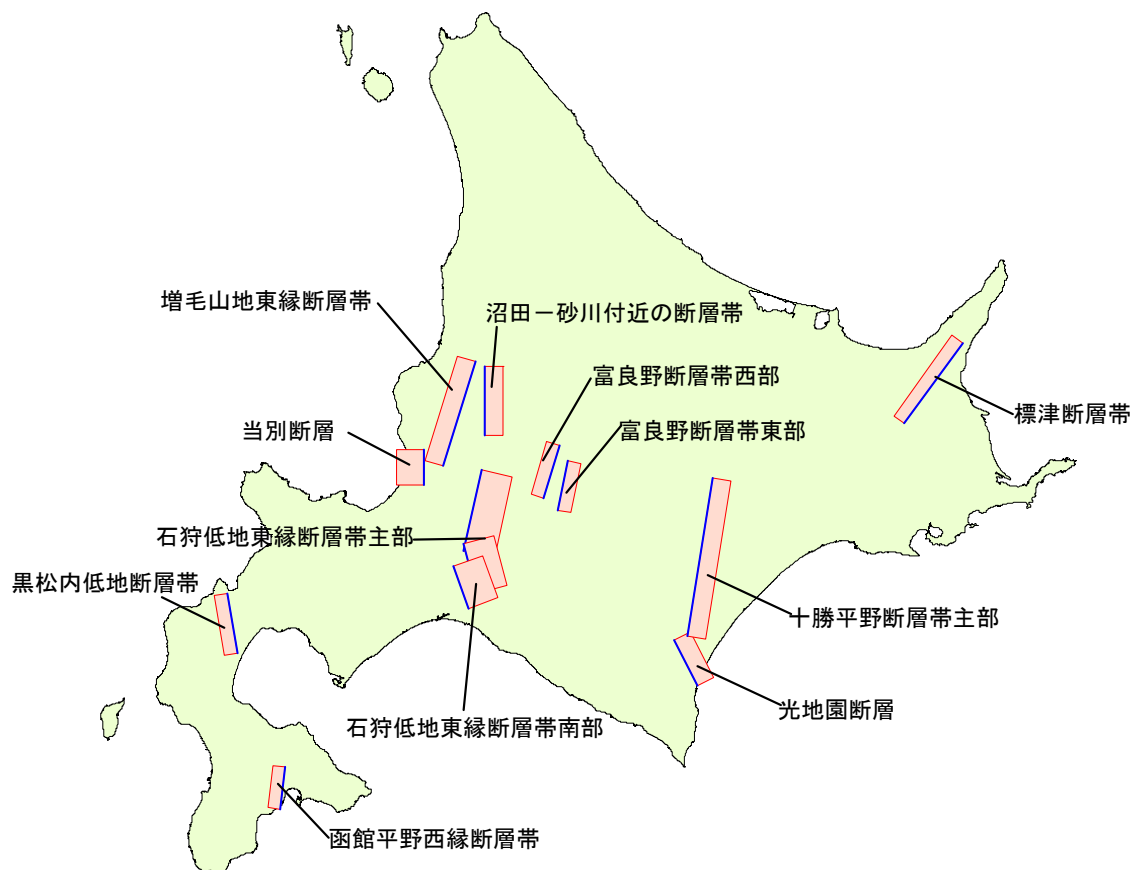 増毛山地東縁断層帯
沼田－砂川付近の断層帯
富良野断層帯西部
標津断層帯
当別断層
富良野断層帯東部
石狩低地東縁断層帯主部
黒松内低地断層帯
十勝平野断層帯主部
光地園断層
石狩低地東縁断層帯南部
函館平野西縁断層帯